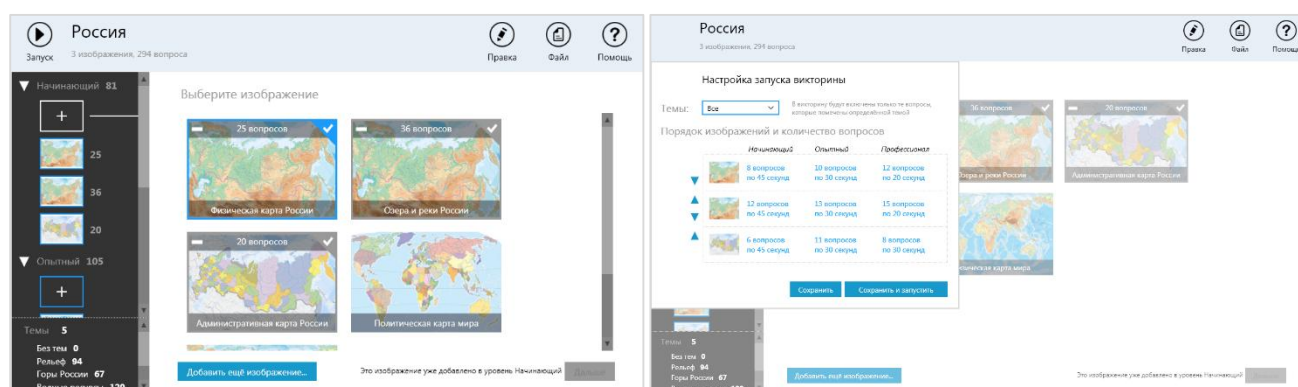 Россия
3 изображения, 294 вопроса
Запуск
Правка
Файл
Помощь
Начинающий 81
+
25
36
20
Опытный 105
+
Темы 5
Без тем 0
Рельеф 94
Горы России 67
Выберите изображение
25 вопросов
Физическая карта России
36 вопросов
Озера и реки России
20 вопросов
Административная карта России
Политическая карта мира
Добавить ещё изображение...
Это изображение уже добавлено в уровень Начинающий
Россия
3 изображения, 294 вопроса
Правка
Файл
Настройка запуска викторины
Темы:
Все
В викторину будут включены только те вопросы,
которые помечены определённой темой
Порядок изображений и количество вопросов
Начинающий Опытный Профессионал
8 вопросов 10 вопросов 12 вопросов
по 45 секунд по 30 секунд по 20 секунд
12 вопросов 13 вопросов 15 вопросов
по 45 секунд по 30 секунд по 20 секунд
6 вопросов 11 вопросов 8 вопросов
по 45 секунд по 30 секунд по 30 секунд
Сохранить
Сохранить и запустить
36 вопросов
Озера и реки России
20 вопросов
Административная карта России
карта мира
Темы 5
Без тем 0
Рельеф 94
Горы России 67
Добавить ещё изображение...
Это изображение уже добавлено в уровень Начинающий